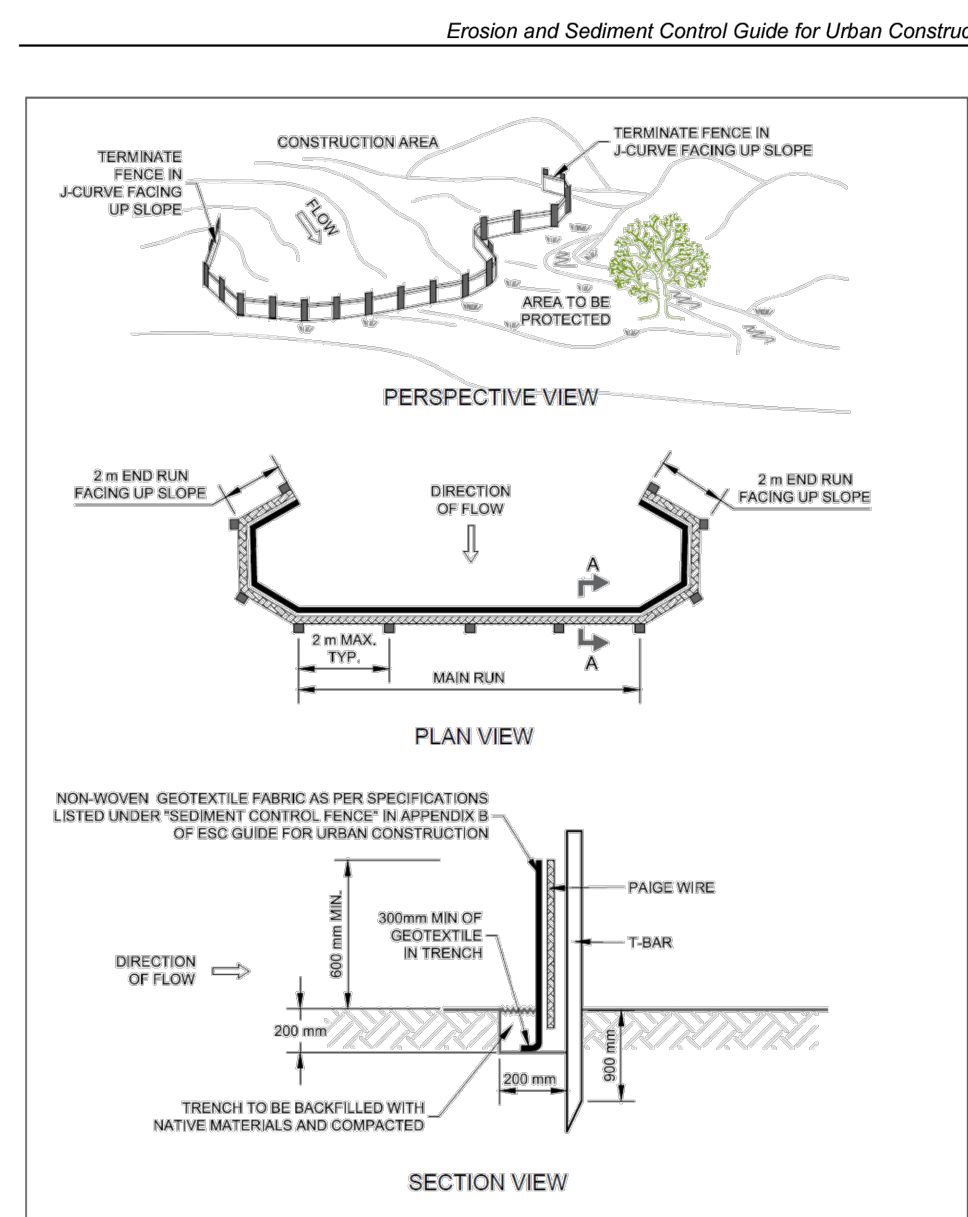 Erosion and Sediment Control Guide for Urban Construc
CONSTRUCTION AREA
TERMINATE FENCE IN
J-CURVE FACING UP SLOPE
TERMINATE
FENCE IN
J-CURVE FACING
UP SLOPE
FLOW
AREA TO BE
PROTECTED
PERSPECTIVE VIEW
2 m END RUN
FACING UP SLOPE
DIRECTION
OF FLOW
2 m END RUN
FACING UP SLOPE
A
A
2 m MAX.
TYP.
MAIN RUN
PLAN VIEW
NON-WOVEN GEOTEXTILE FABRIC AS PER SPECIFICATIONS
LISTED UNDER "SEDIMENT CONTROL FENCE" IN APPENDIX B
OF ESC GUIDE FOR URBAN CONSTRUCTION
PAIGE WIRE
600 mm MIN.
300mm MIN OF
GEOTEXTILE
IN TRENCH
T-BAR
DIRECTION
OF FLOW
200 mm
200 mm
900 mm
TRENCH TO BE BACKFILLED WITH
NATIVE MATERIALS AND COMPACTED
SECTION VIEW